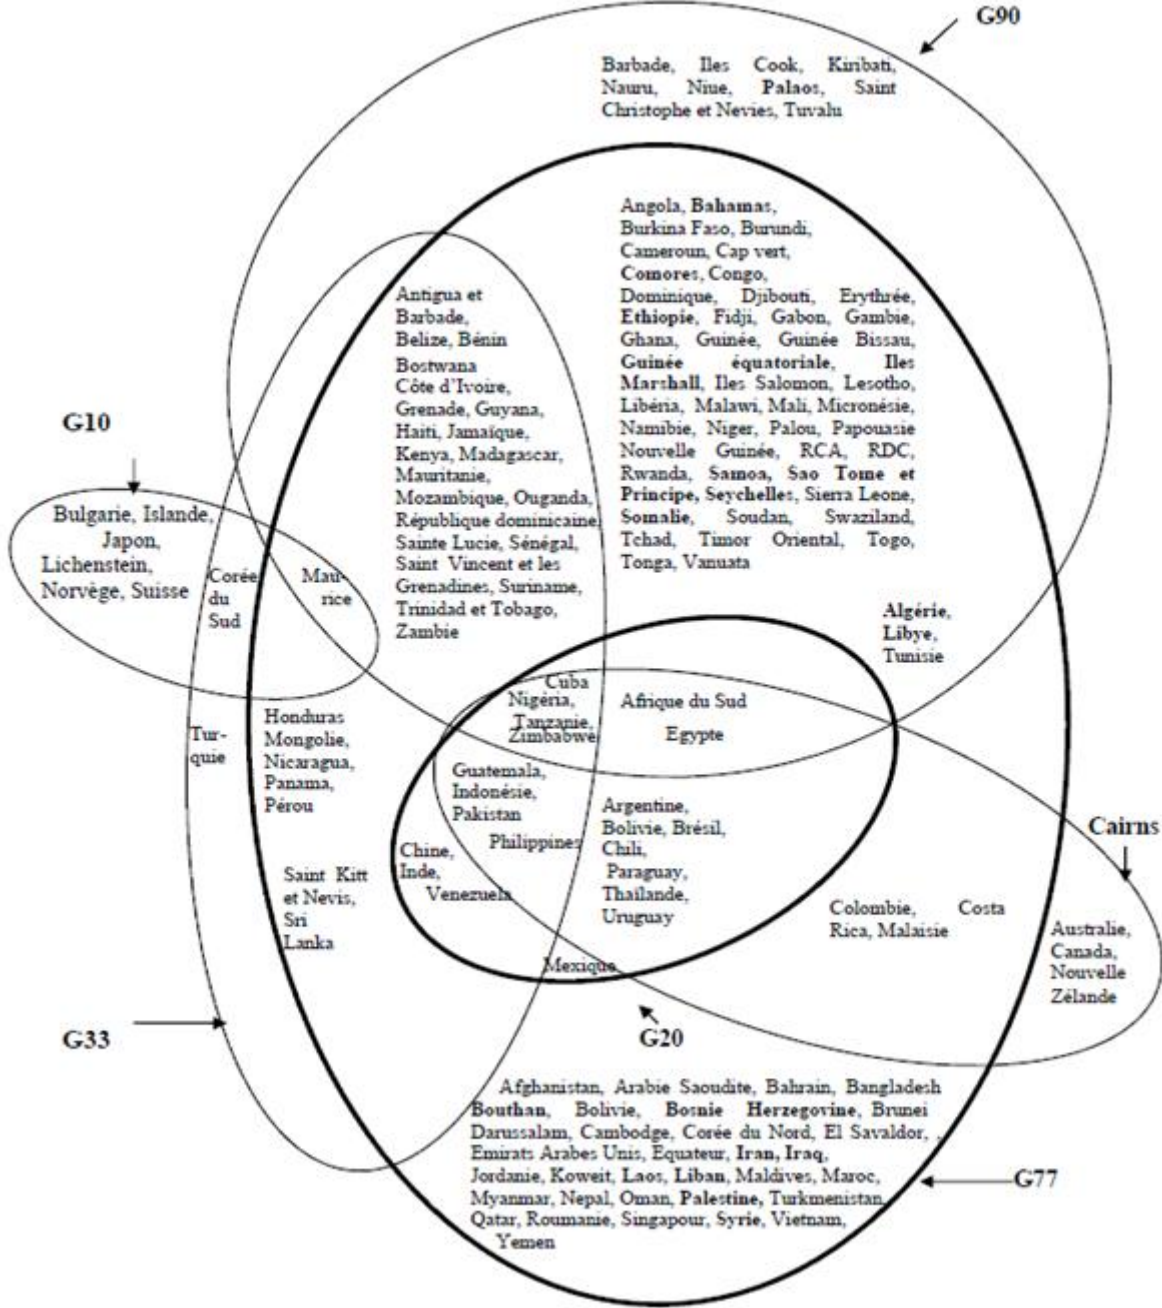 G90
Barbade, Iles Cook, Kiribati,
Nauru, Niue, Palaos, Saint
Christophe et Nevies, Tuvalu
Angola, Bahamas,
Burkina Faso, Burundi,
Cameroun, Cap vert,
Comores, Congo,
Dominique, Djibouti, Erythrée,
Ethiopie, Fidji, Gabon, Gambie,
Ghana, Guinée, Guinée Bissau,
Guinée équatoriale, Iles
Marshall, Iles Salomon, Lesotho,
Libéria, Malawi, Mali, Micronésie,
Namibie, Niger, Palou, Papouasie
Nouvelle Guinée, RCA, RDC,
Rwanda, Samoa, Sao Tome et
Principe, Seychelles, Sierra Leone,
Somalie, Soudan, Swaziland,
Tchad, Timor Oriental, Togo,
Tonga, Vanuata
Antigua et
Barbade,
Belize, Bénin
Bostwana
Côte d'Ivoire,
Grenade, Guyana,
Haiti, Jamaïque,
Kenya, Madagascar,
Mauritanie,
Mozambique, Ouganda,
République dominicaine,
Sainte Lucie, Sénégal,
Saint Vincent et les
Grenadines, Suriname,
Trinidad et Tobago,
Zambie
G10
Bulgarie, Islande,
Japon,
Lichenstein,
Norvège, Suisse
Corée
du
Sud
Mau-
rice
Algérie,
Libye,
Tunisie
Cuba
Nigéria,
Tanzanie,
Zimbabwe
Afrique du Sud
Egypte
Tur-
quie
Honduras
Mongolie,
Nicaragua,
Panama,
Pérou
Guatemala,
Indonésie,
Pakistan
Philippines
Argentine,
Bolivie, Brésil,
Chili,
Paraguay,
Thaïlande,
Uruguay
Chine,
Inde,
Venezuela
Cairns
Saint Kitt
et Nevis,
Sri
Lanka
Colombie, Costa
Rica, Malaisie
Australie,
Canada,
Nouvelle
Zélande
Mexique
G33
G20
Afghanistan, Arabie Saoudite, Bahrain, Bangladesh
Bouthan, Bolivie, Bosnie Herzegovine, Brunei
Darussalam, Cambodge, Corée du Nord, El Savaldor, ,
Emirats Arabes Unis, Equateur, Iran, Iraq,
Jordanie, Koweit, Laos, Liban, Maldives, Maroc,
Myanmar, Nepal, Oman, Palestine, Turkmenistan,
Qatar, Roumanie, Singapour, Syrie, Vietnam,
Yemen
G77